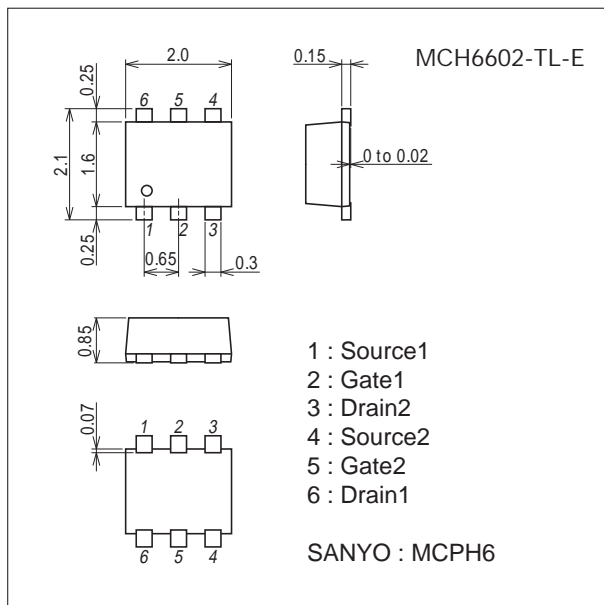 MCH6602-TL-E
2.0
0.15
0.25
6 5 4
2.1
1.6
0 to 0.02
0.25
1 2 3
0.65
0.3
0.85
1 : Source1
2 : Gate1
3 : Drain2
4 : Source2
5 : Gate2
6 : Drain1
0.07
1 2 3
6 5 4
SANYO : MCPH6